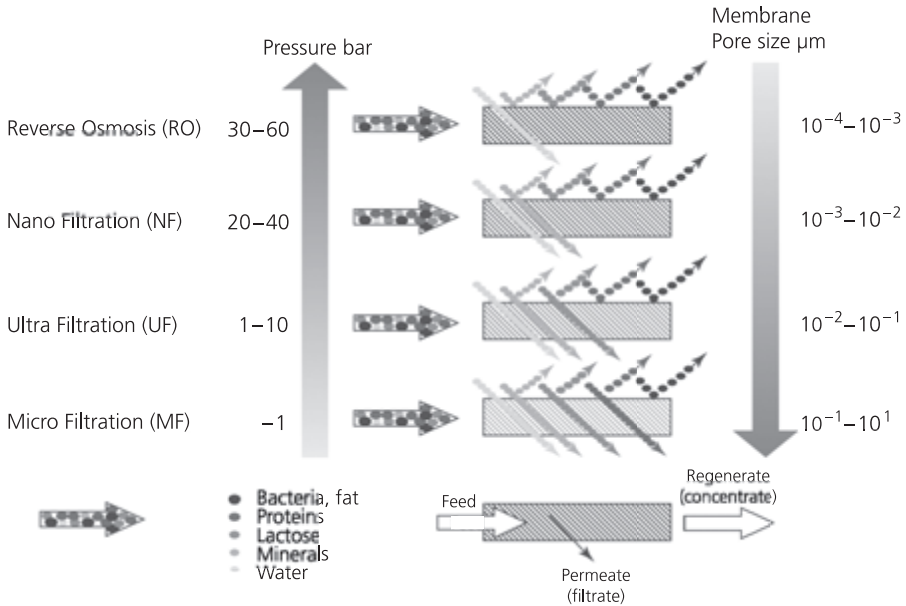 Pressure bar
Membrane
Pore size μm
Reverse Osmosis (RO) 30–60 10⁻⁴–10⁻³
Nano Filtration (NF) 20–40 10⁻³–10⁻²
Ultra Filtration (UF) 1–10 10⁻²–10⁻¹
Micro Filtration (MF) –1 10⁻¹–10¹
Bacteria, fat
Proteins
Lactose
Minerals
Water
Feed
Regenerate
(concentrate)
Permeate
(filtrate)